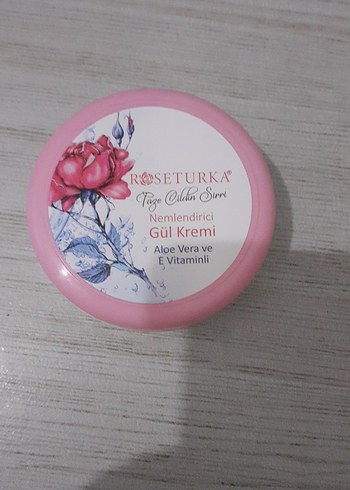 ROSETURKA
Taze Cildin Sırrı
Nemlendirici
Gül Kremi
Aloe Vera ve
E Vitaminli